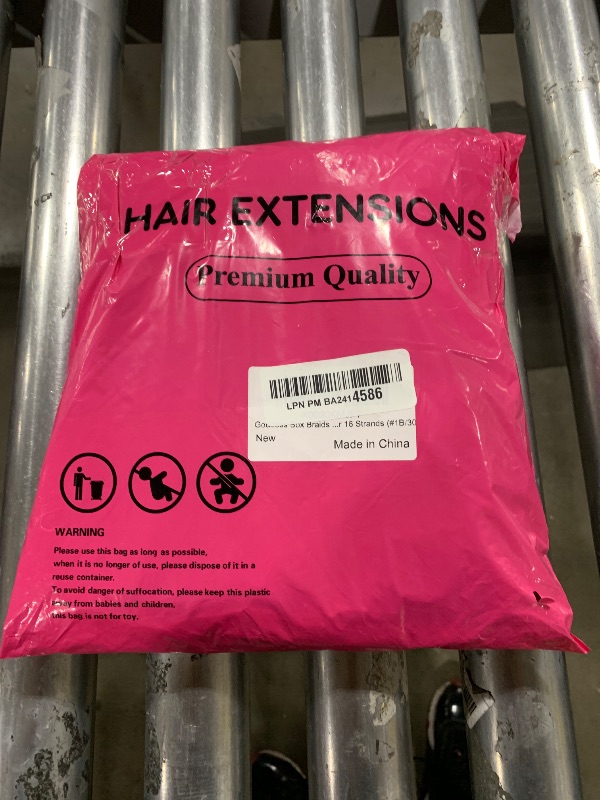 HAIR EXTENSIONS
Premium Quality
LPN PM BA2414586
Box Braids ...r 16 Strands (#1B/30
New
Made in China
WARNING
Please use this bag as long as possible,
when it is no longer of use, please dispose of it in a
reuse container.
To avoid danger of suffocation, please keep this plastic
away from babies and children,
this bag is not for toy.